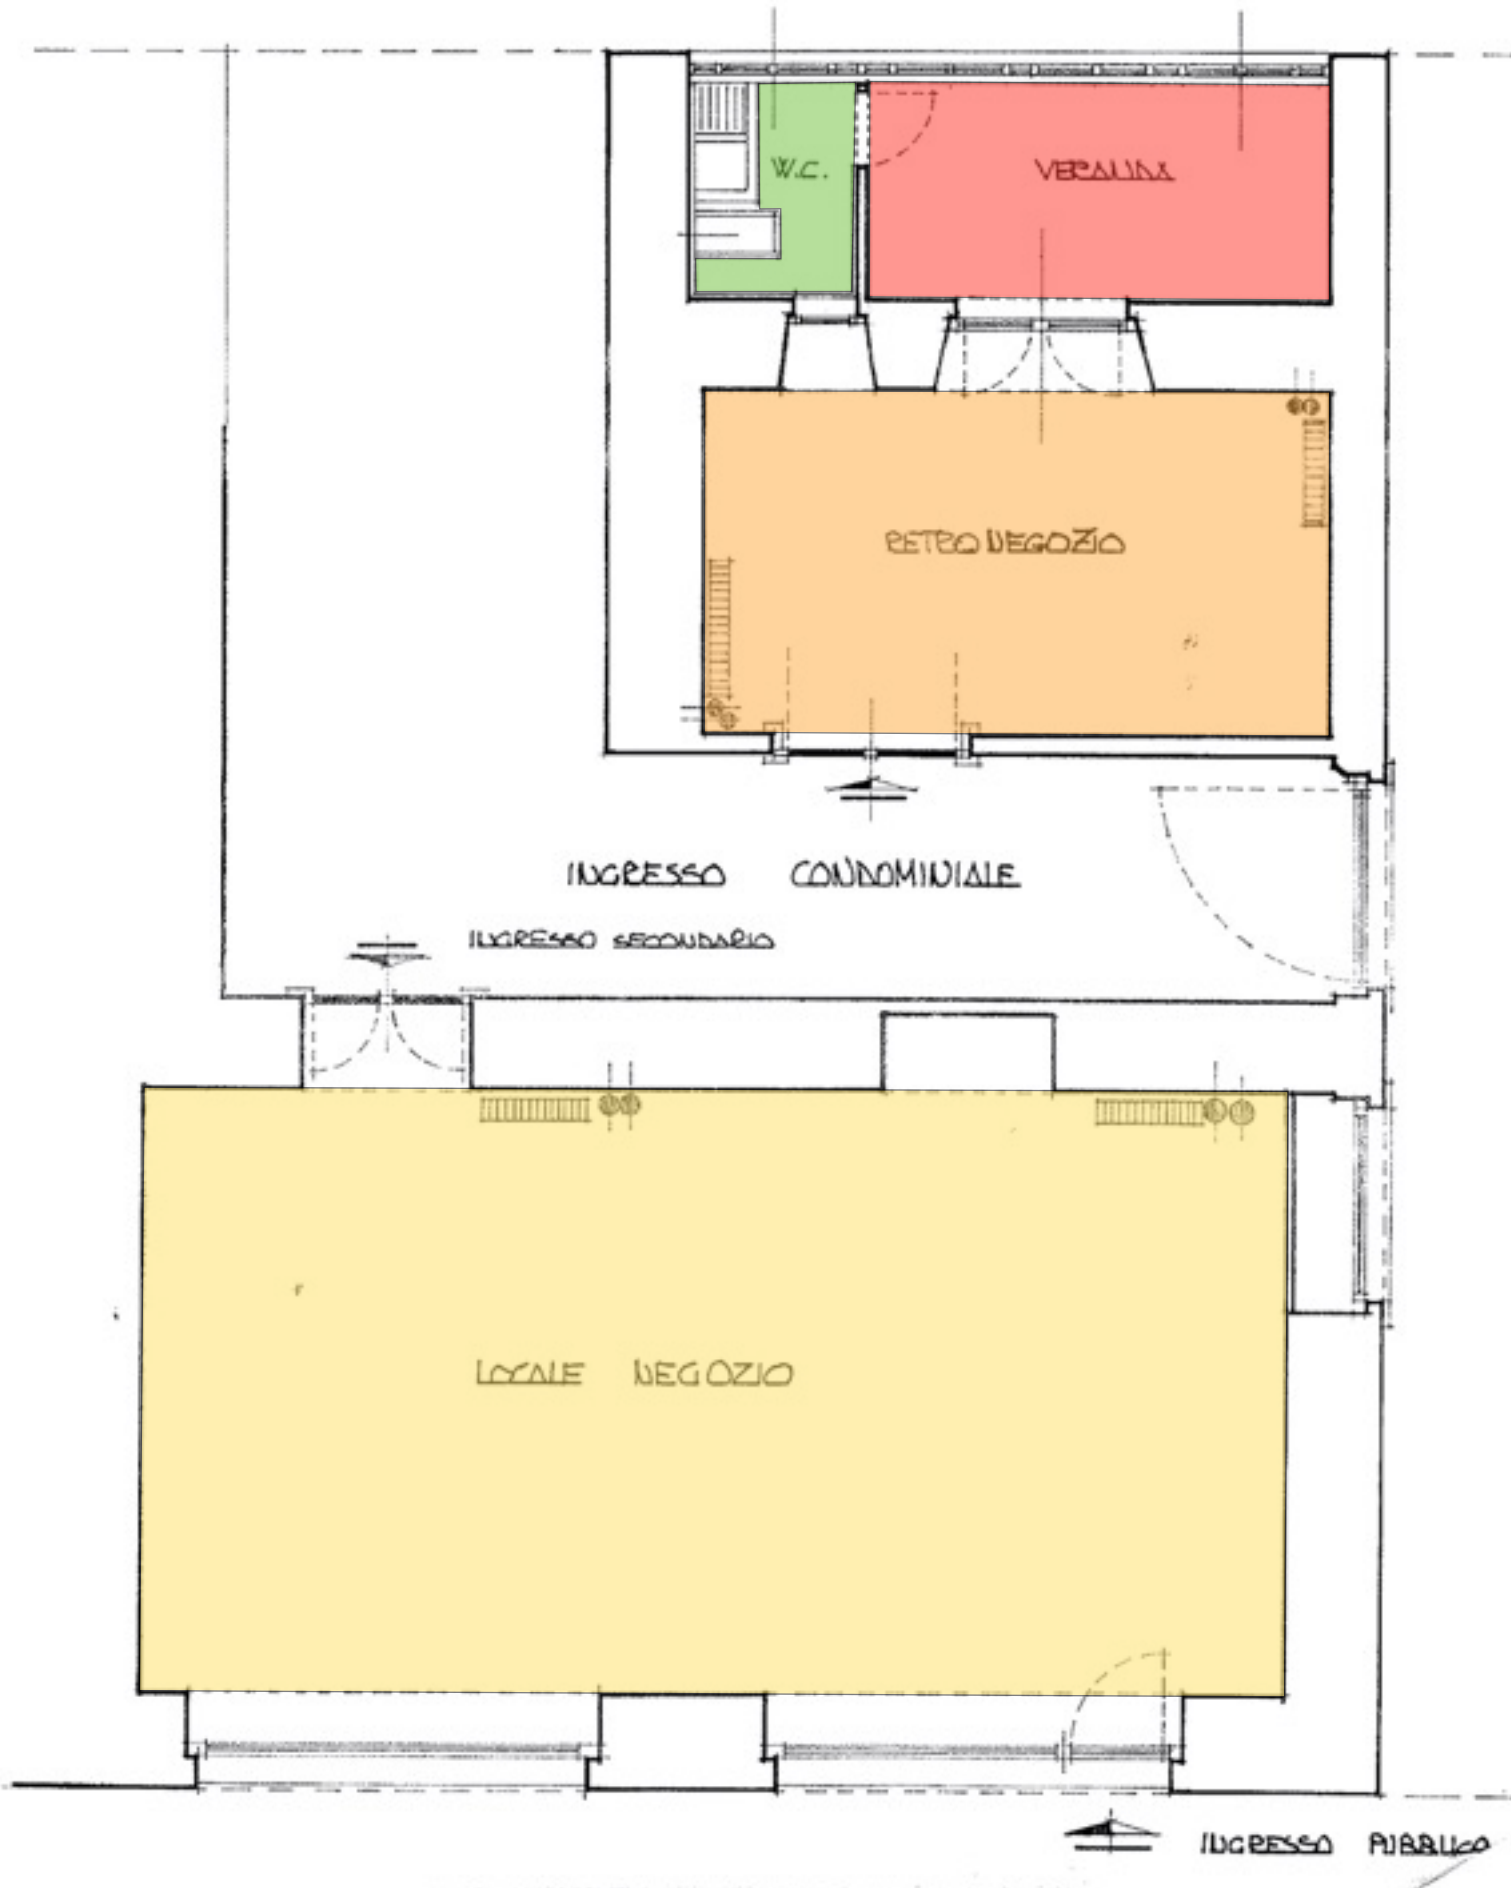 W.C.
VERANDA
RETRO NEGOZIO
INGRESSO CONDOMINIALE
INGRESSO SECONDARIO
LOCALE NEGOZIO
INGRESSO PUBBLICO